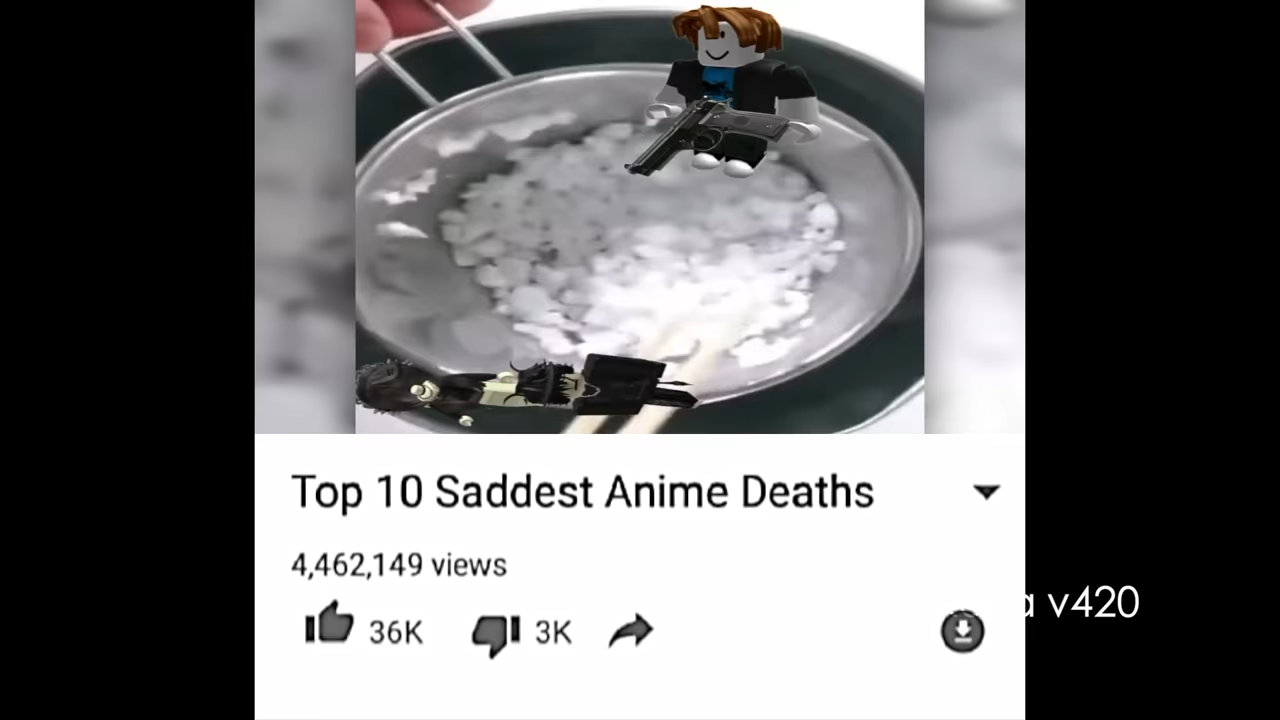 Top 10 Saddest Anime Deaths
4,462,149 views
36K
3K
v420